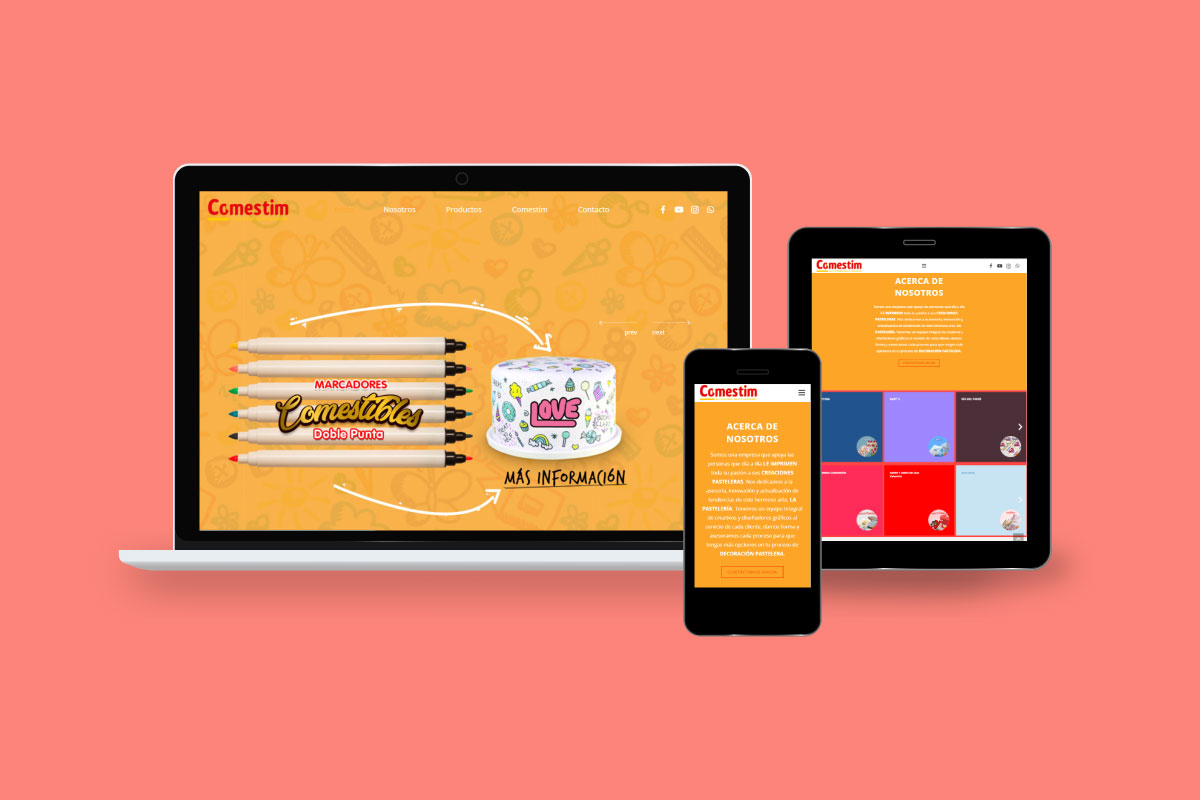 Comestim
Nosotros
Productos
Comestim
Contacto
prev
next
MARCADORES
Comestibles
Doble Punta
LOVE
MÁS INFORMACIÓN
Comestim
ACERCA DE
NOSOTROS
Somos una empresa que apoya las
personas que día a día LE IMPRIMEN
toda su pasión a sus CREACIONES
PASTELERAS. Nos dedicamos a la
asesoría, innovación y actualización de
tendencias de este hermoso arte, LA
PASTELERÍA. Tenemos un equipo integral
de creativos y diseñadores gráficos al
servicio de cada cliente, damos forma y
asesoramos cada proceso para que
tengas más opciones en tu proceso de
DECORACIÓN PASTELERA.
Comestim
ACERCA DE
NOSOTROS